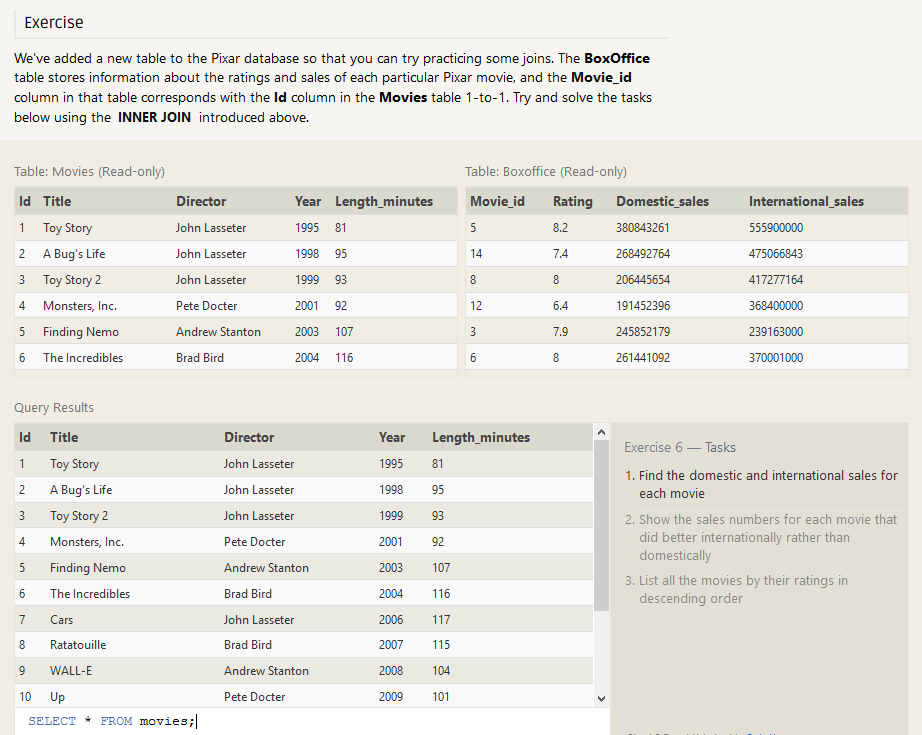 Exercise
We've added a new table to the Pixar database so that you can try practicing some joins. The BoxOffice
table stores information about the ratings and sales of each particular Pixar movie, and the Movie_id
column in that table corresponds with the Id column in the Movies table 1-to-1. Try and solve the tasks
below using the INNER JOIN introduced above.
Table: Movies (Read-only)
Id Title Director Year Length_minutes
1 Toy Story John Lasseter 1995 81
2 A Bug's Life John Lasseter 1998 95
3 Toy Story 2 John Lasseter 1999 93
4 Monsters, Inc. Pete Docter 2001 92
5 Finding Nemo Andrew Stanton 2003 107
6 The Incredibles Brad Bird 2004 116
Table: Boxoffice (Read-only)
Movie_id Rating Domestic_sales International_sales
5 8.2 380843261 555900000
14 7.4 268492764 475066843
8 8 206445654 417277164
12 6.4 191452396 368400000
3 7.9 245852179 239163000
6 8 261441092 370001000
Query Results
Id Title Director Year Length_minutes
1 Toy Story John Lasseter 1995 81
2 A Bug's Life John Lasseter 1998 95
3 Toy Story 2 John Lasseter 1999 93
4 Monsters, Inc. Pete Docter 2001 92
5 Finding Nemo Andrew Stanton 2003 107
6 The Incredibles Brad Bird 2004 116
7 Cars John Lasseter 2006 117
8 Ratatouille Brad Bird 2007 115
9 WALL-E Andrew Stanton 2008 104
10 Up Pete Docter 2009 101
SELECT * FROM movies;
Exercise 6 — Tasks
1. Find the domestic and international sales for
each movie
2. Show the sales numbers for each movie that
did better internationally rather than
domestically
3. List all the movies by their ratings in
descending order